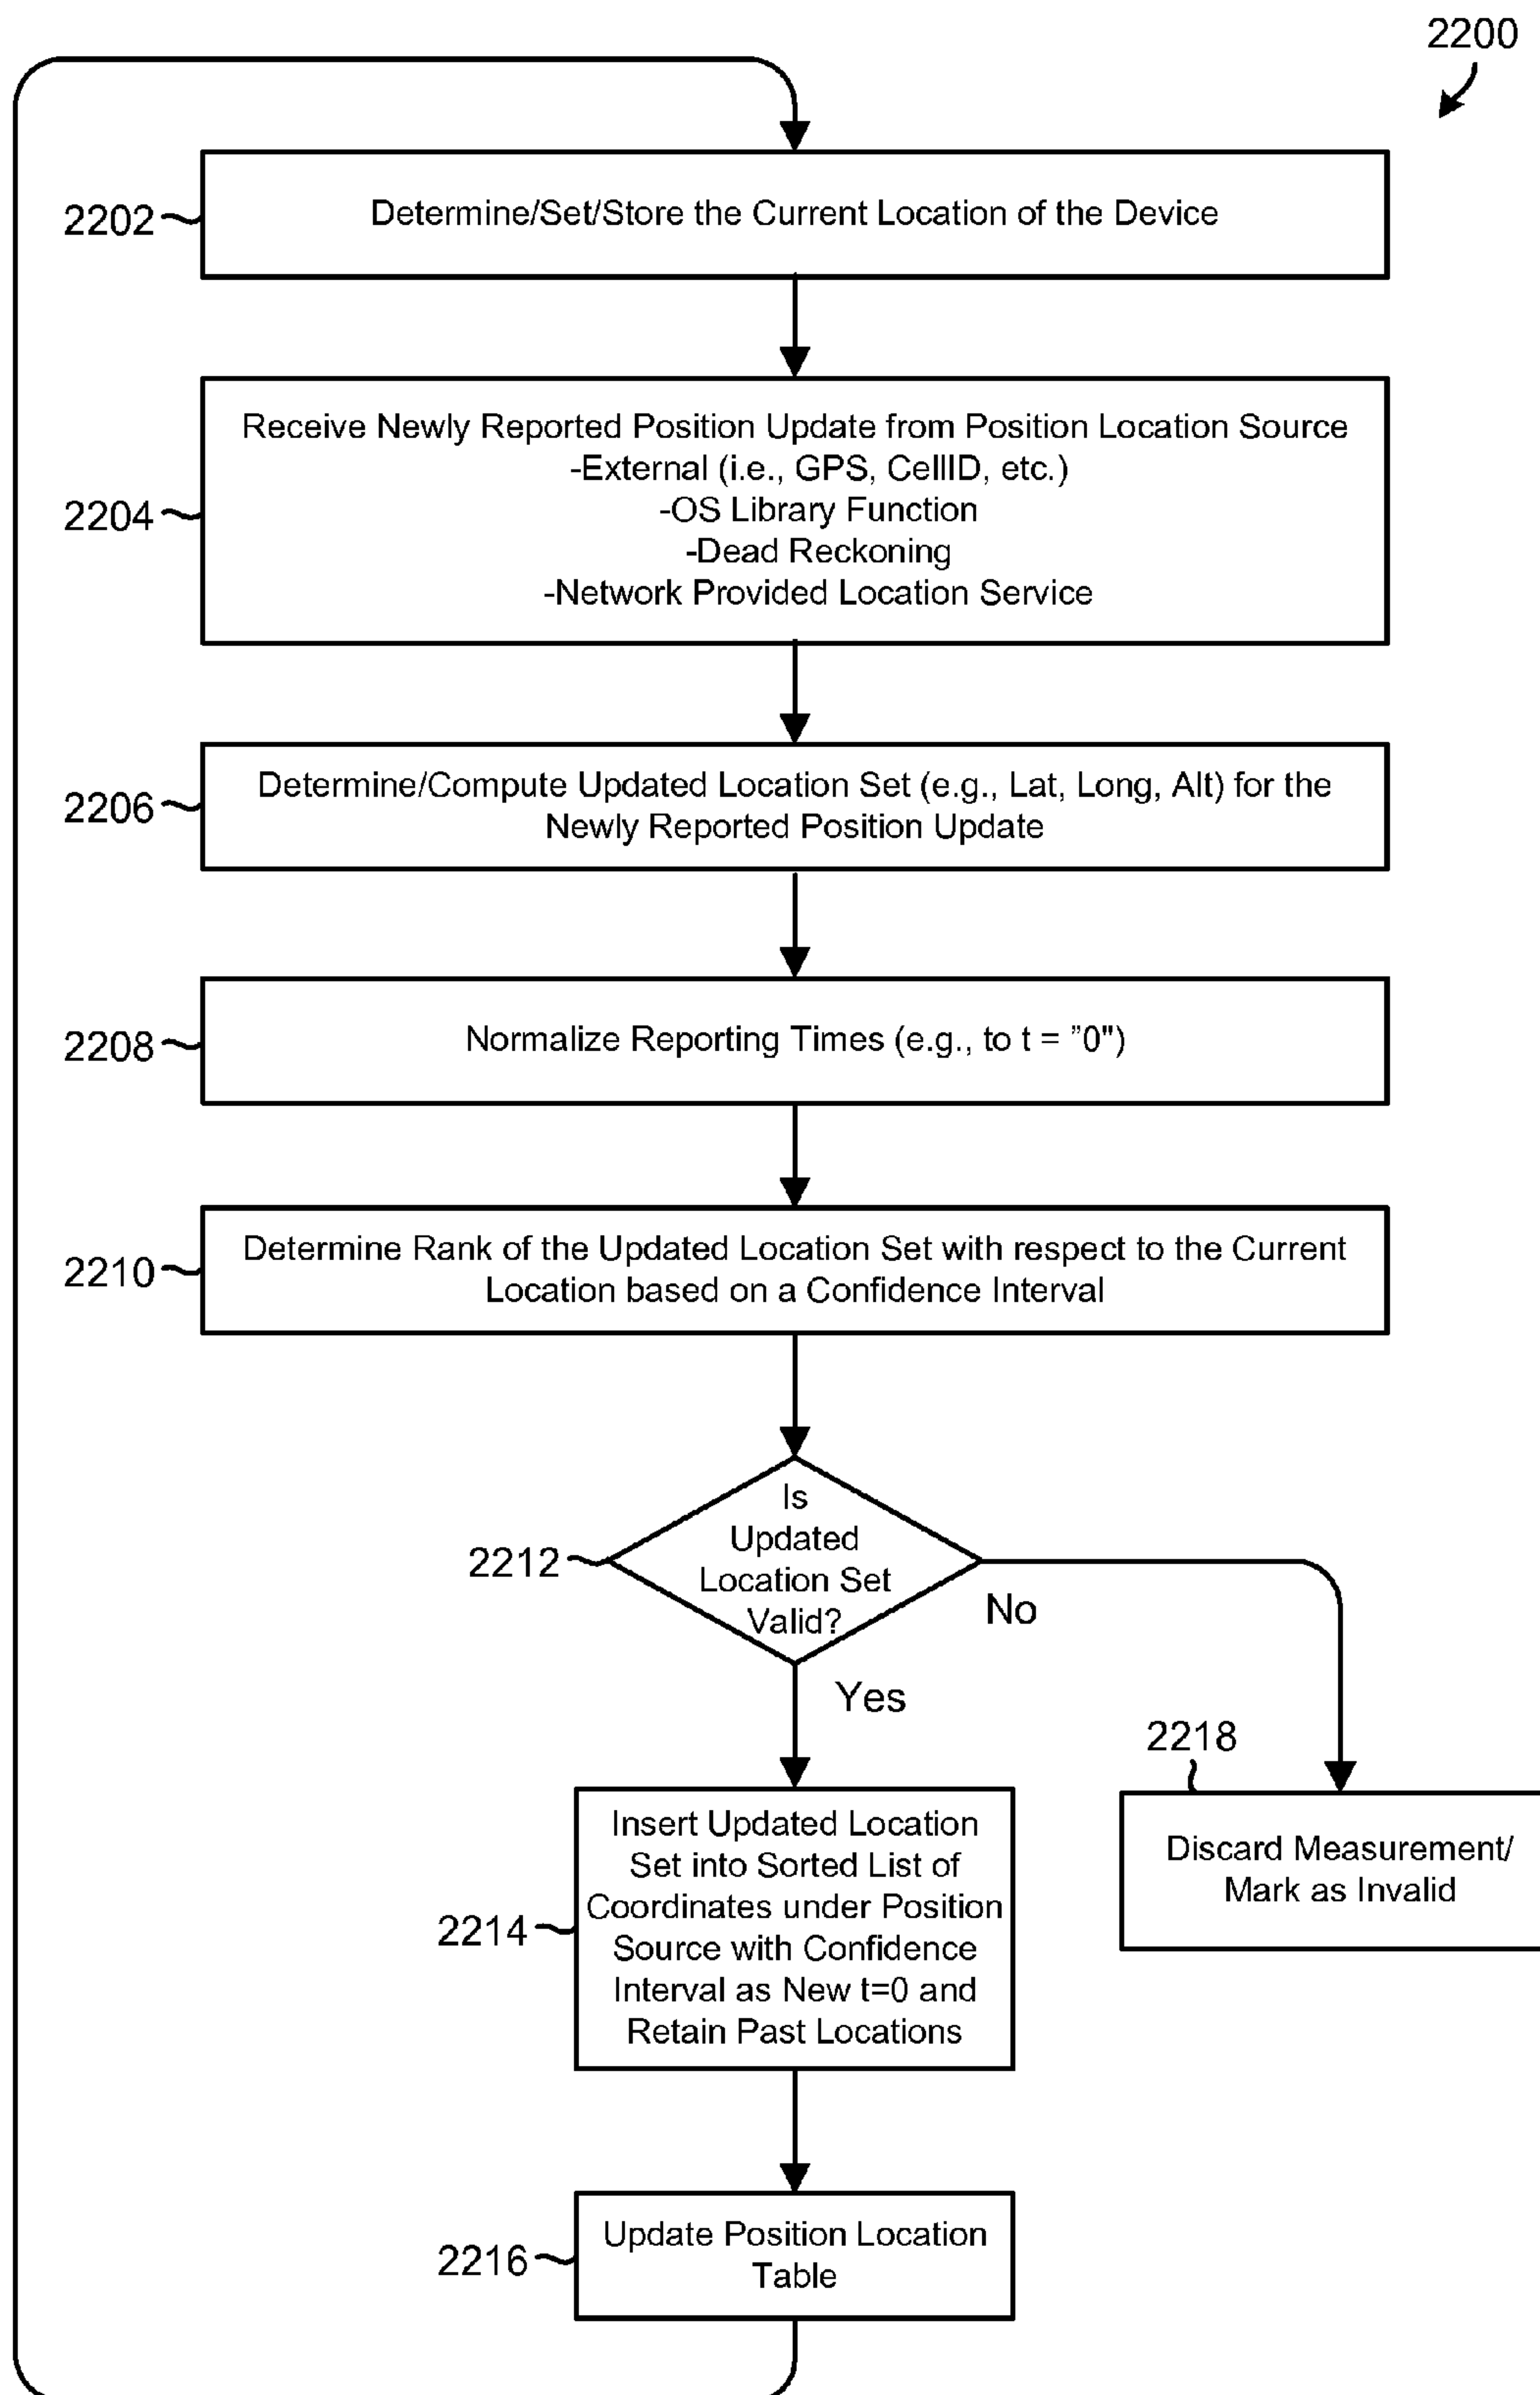 2200
2202
Determine/Set/Store the Current Location of the Device
2204
Receive Newly Reported Position Update from Position Location Source
-External (i.e., GPS, CellID, etc.)
-OS Library Function
-Dead Reckoning
-Network Provided Location Service
2206
Determine/Compute Updated Location Set (e.g., Lat, Long, Alt) for the
Newly Reported Position Update
2208
Normalize Reporting Times (e.g., to t = ”0")
2210
Determine Rank of the Updated Location Set with respect to the Current
Location based on a Confidence Interval
2212
Is
Updated
Location Set
Valid?
No
Yes
2214
Insert Updated Location
Set into Sorted List of
Coordinates under Position
Source with Confidence
Interval as New t=0 and
Retain Past Locations
2218
Discard Measurement/
Mark as Invalid
2216
Update Position Location
Table